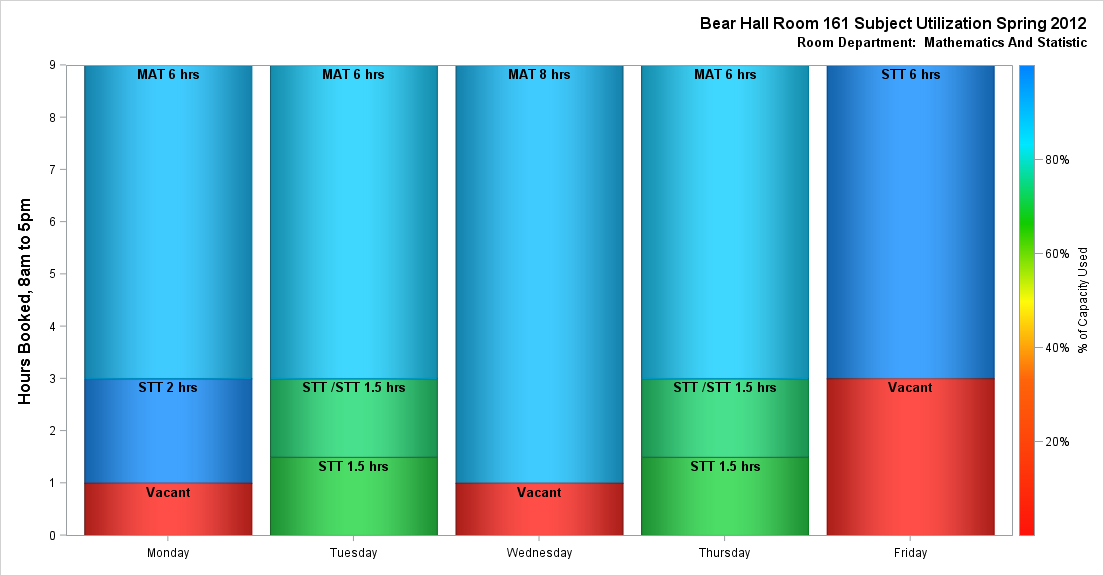 Bear Hall Room 161 Subject Utilization Spring 2012
Room Department:  Mathematics And Statistic
Hours Booked, 8am to 5pm
9
8
7
6
5
4
3
2
1
0
MAT 6 hrs
STT 2 hrs
Vacant
MAT 6 hrs
STT /STT 1.5 hrs
STT 1.5 hrs
MAT 8 hrs
Vacant
MAT 6 hrs
STT /STT 1.5 hrs
STT 1.5 hrs
STT 6 hrs
Vacant
Monday
Tuesday
Wednesday
Thursday
Friday
80%
60%
40%
20%
% of Capacity Used